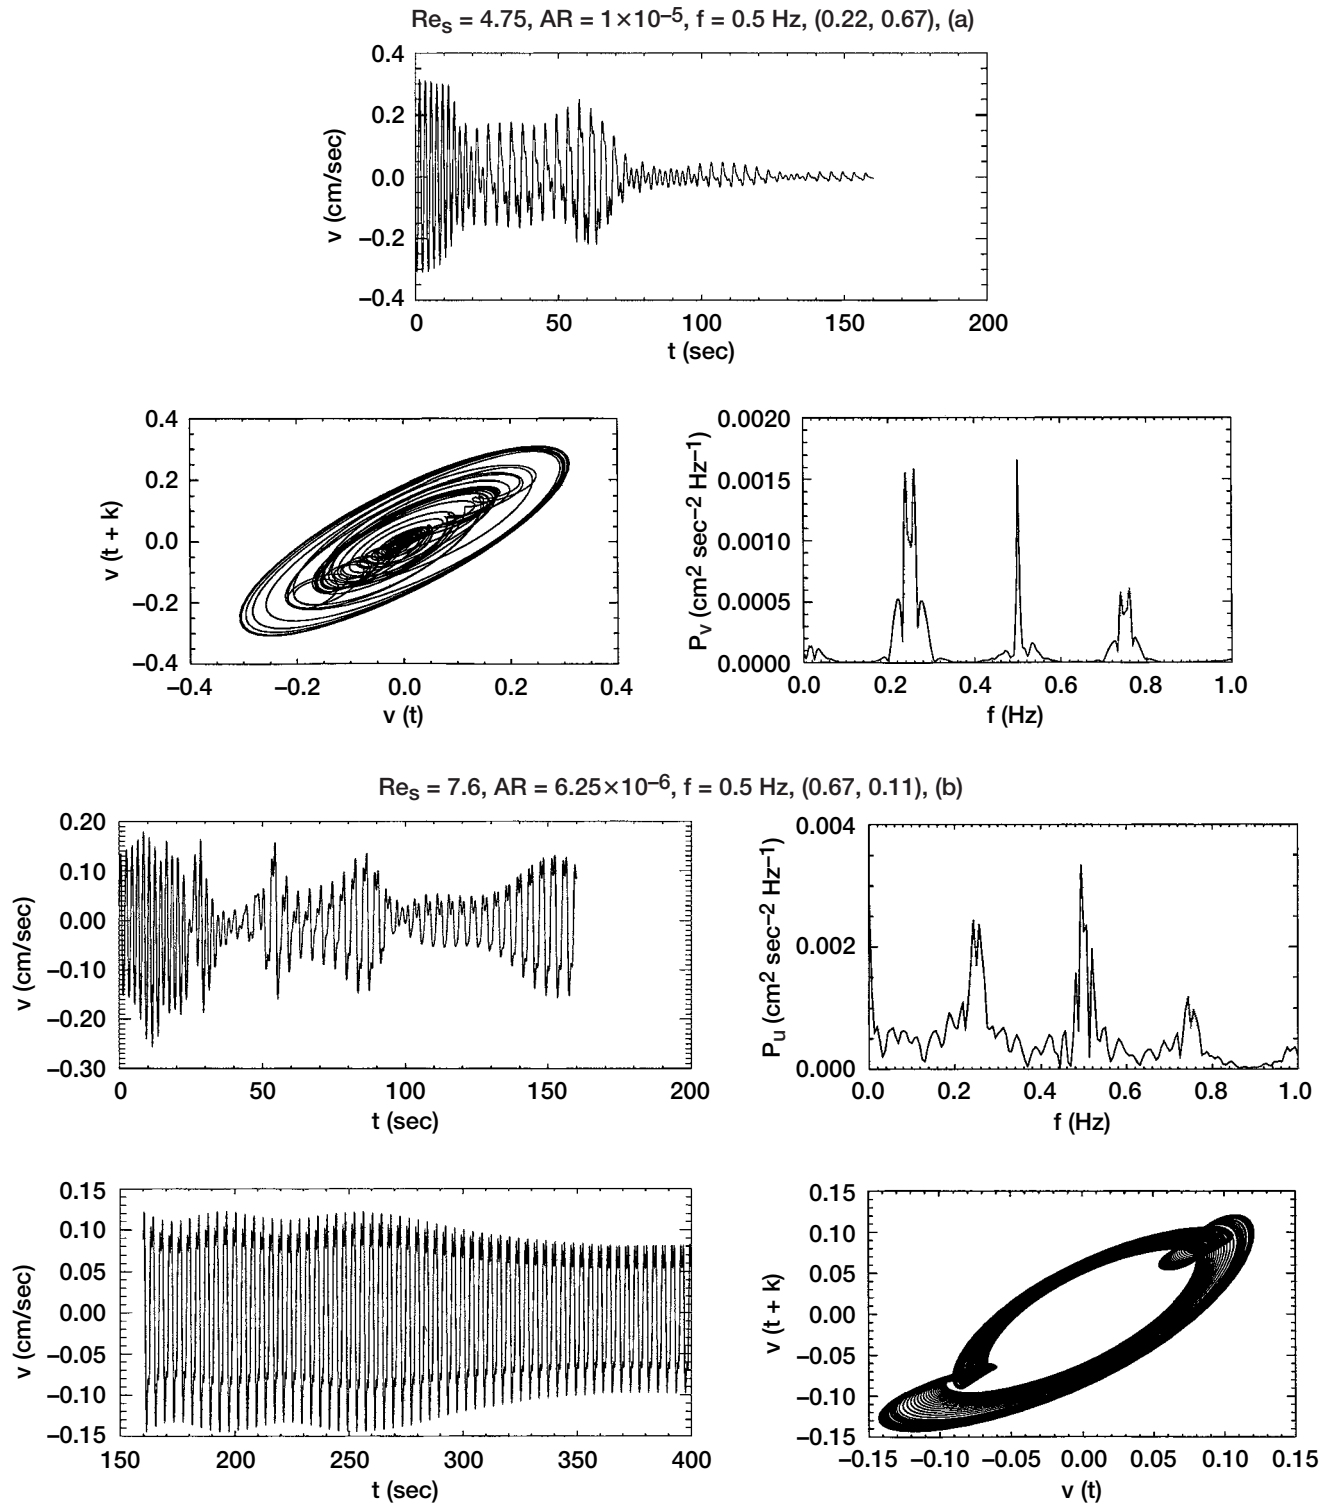 Re_S = 4.75, AR = 1×10^–5, f = 0.5 Hz, (0.22, 0.67), (a)
0.4
0.2
0.0
–0.2
–0.4
v (cm/sec)
0 50 100 150 200
t (sec)
0.4
0.2
0.0
–0.2
–0.4
v (t + k)
–0.4 –0.2 0.0 0.2 0.4
v (t)
0.0020
0.0015
0.0010
0.0005
0.0000
P_v (cm² sec⁻² Hz⁻¹)
0.0 0.2 0.4 0.6 0.8 1.0
f (Hz)
Re_S = 7.6, AR = 6.25×10^–6, f = 0.5 Hz, (0.67, 0.11), (b)
0.20
0.10
0.00
–0.10
–0.20
–0.30
v (cm/sec)
0 50 100 150 200
t (sec)
0.004
0.002
0.000
P_u (cm² sec⁻² Hz⁻¹)
0.0 0.2 0.4 0.6 0.8 1.0
f (Hz)
0.15
0.10
0.05
0.00
–0.05
–0.10
–0.15
v (cm/sec)
150 200 250 300 350 400
t (sec)
0.15
0.10
0.05
0.00
–0.05
–0.10
–0.15
v (t + k)
–0.15 –0.10 –0.05 0.00 0.05 0.10 0.15
v (t)